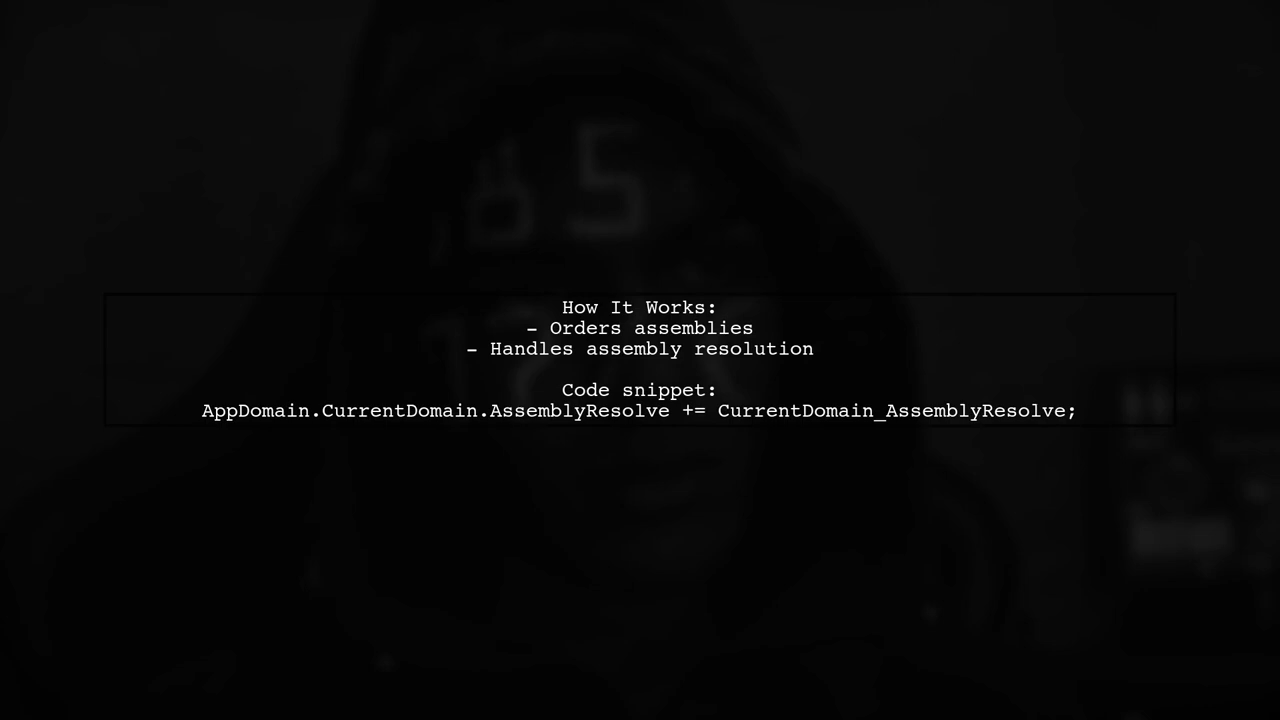 How It Works:
- Orders assemblies
- Handles assembly resolution
Code snippet:
AppDomain.CurrentDomain.AssemblyResolve += CurrentDomain_AssemblyResolve;